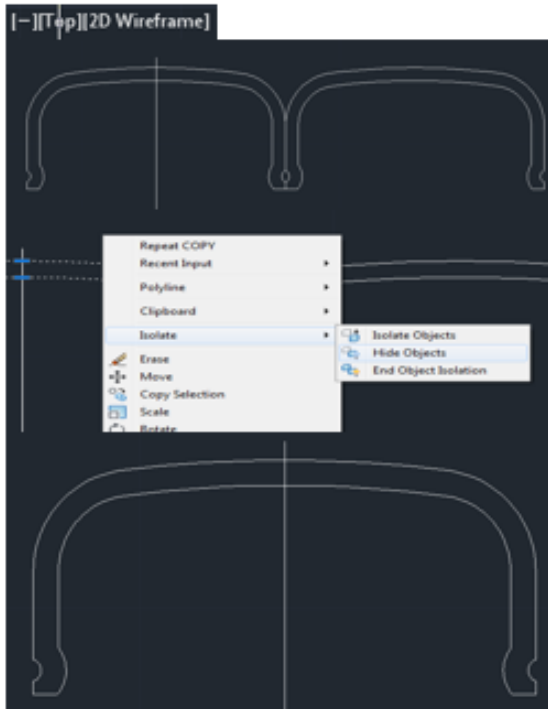 [−][Top][2D Wireframe]
Repeat COPY
Recent Input
Polyline
Clipboard
Isolate
Isolate Objects
Hide Objects
End Object Isolation
Erase
Move
Copy Selection
Scale
Rotate